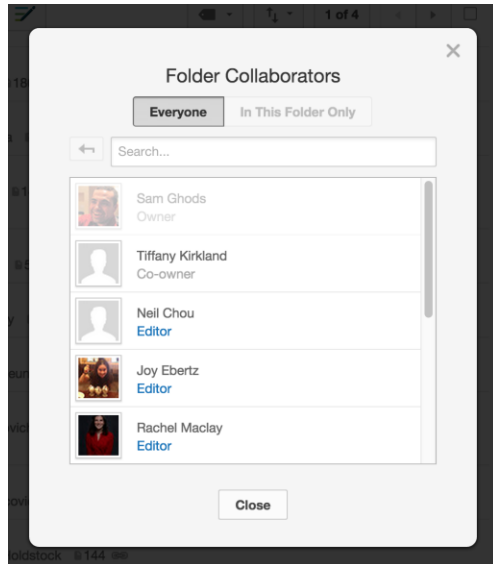 1 of 4
Folder Collaborators
Everyone
In This Folder Only
Search...
Sam Ghods
Owner
Tiffany Kirkland
Co-owner
Neil Chou
Editor
Joy Ebertz
Editor
Rachel Maclay
Editor
Close
oldstock 144